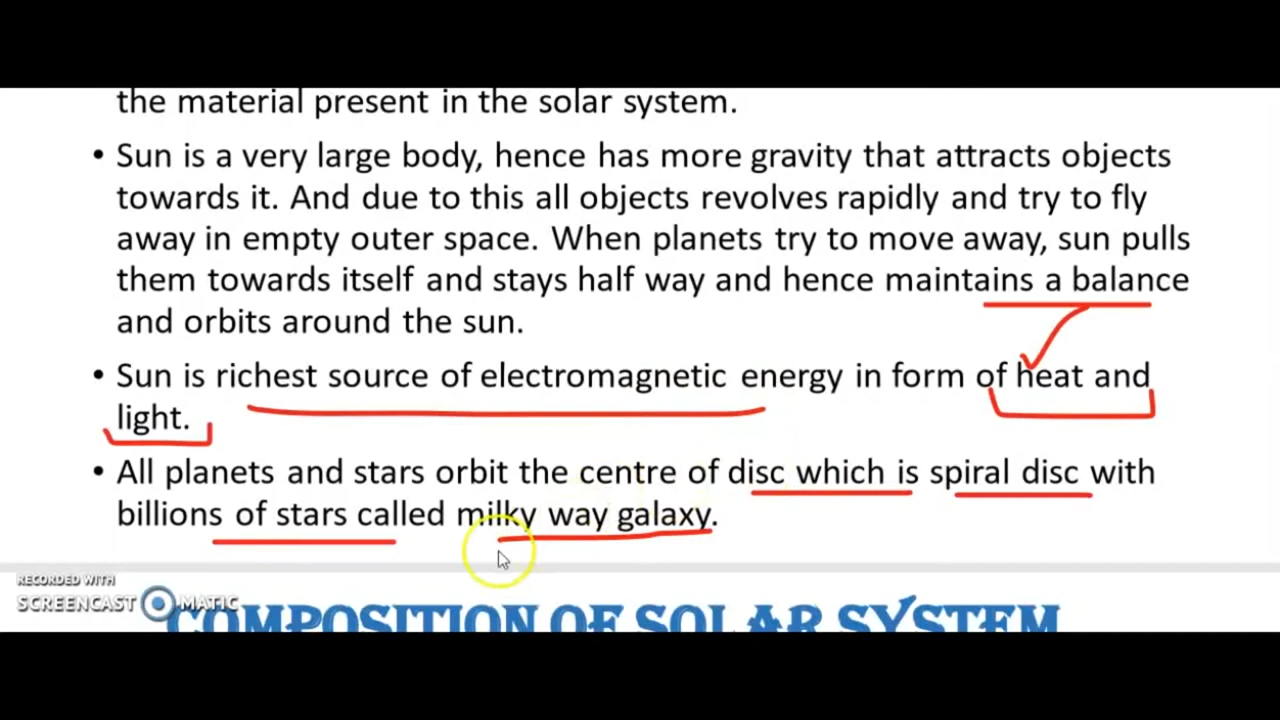 the material present in the solar system.
• Sun is a very large body, hence has more gravity that attracts objects
towards it. And due to this all objects revolves rapidly and try to fly
away in empty outer space. When planets try to move away, sun pulls
them towards itself and stays half way and hence maintains a balance
and orbits around the sun.
• Sun is richest source of electromagnetic energy in form of heat and
light.
• All planets and stars orbit the centre of disc which is spiral disc with
billions of stars called milky way galaxy.
RECORDED WITH
SCREENCAST MATIC
COMPOSITION OF SOLAR SYSTEM